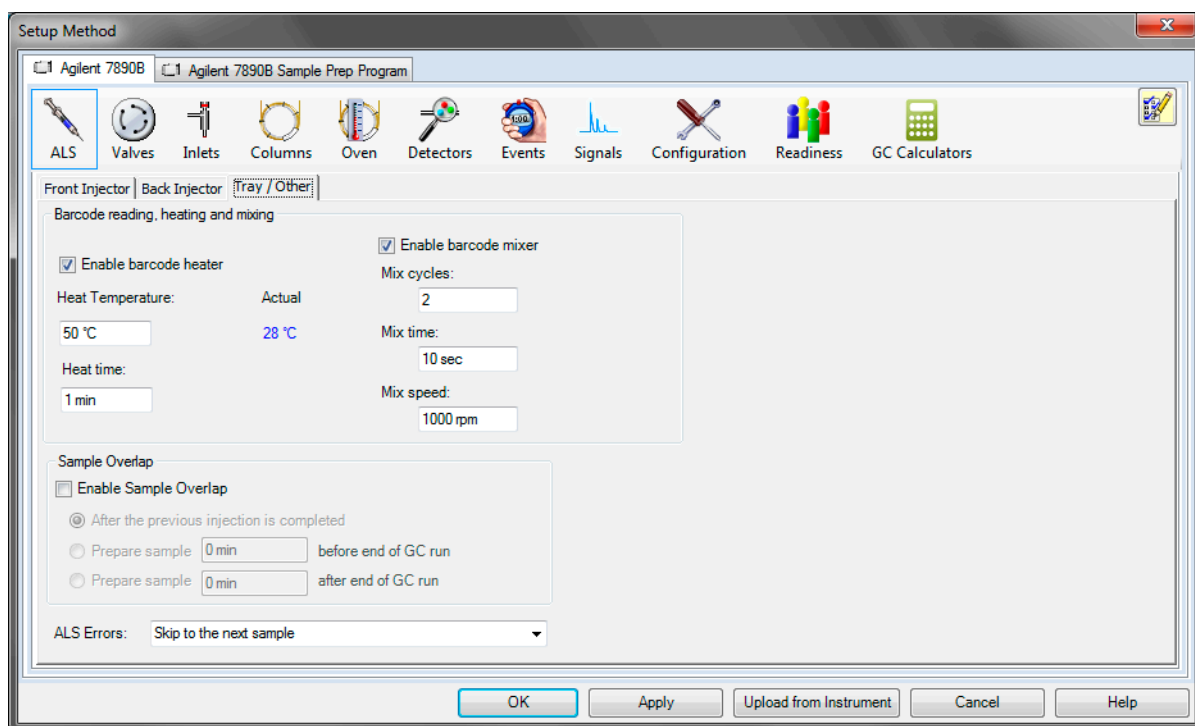 Setup Method
Agilent 7890B
Agilent 7890B Sample Prep Program
ALS
Valves
Inlets
Columns
Oven
Detectors
Events
Signals
Configuration
Readiness
GC Calculators
Front Injector
Back Injector
Tray / Other
Barcode reading, heating and mixing
Enable barcode heater
Heat Temperature:
Actual
50 °C
28 °C
Heat time:
1 min
Enable barcode mixer
Mix cycles:
2
Mix time:
10 sec
Mix speed:
1000 rpm
Sample Overlap
Enable Sample Overlap
After the previous injection is completed
Prepare sample 0 min before end of GC run
Prepare sample 0 min after end of GC run
ALS Errors: Skip to the next sample
OK
Apply
Upload from Instrument
Cancel
Help